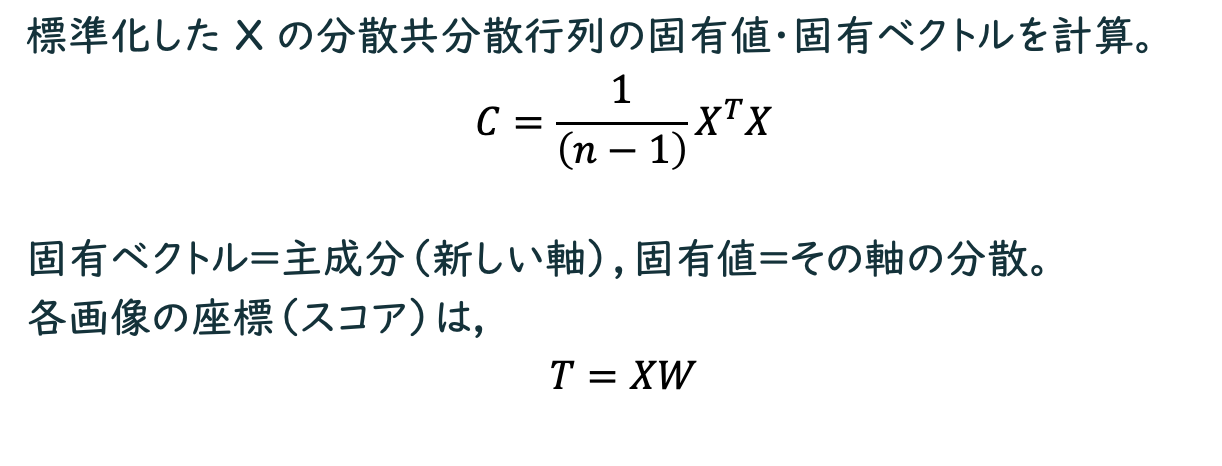 標準化した X の分散共分散行列の固有値・固有ベクトルを計算。
C = \frac{1}{(n - 1)} X^T X
固有ベクトル=主成分(新しい軸),固有値=その軸の分散。
各画像の座標(スコア)は,
T = XW